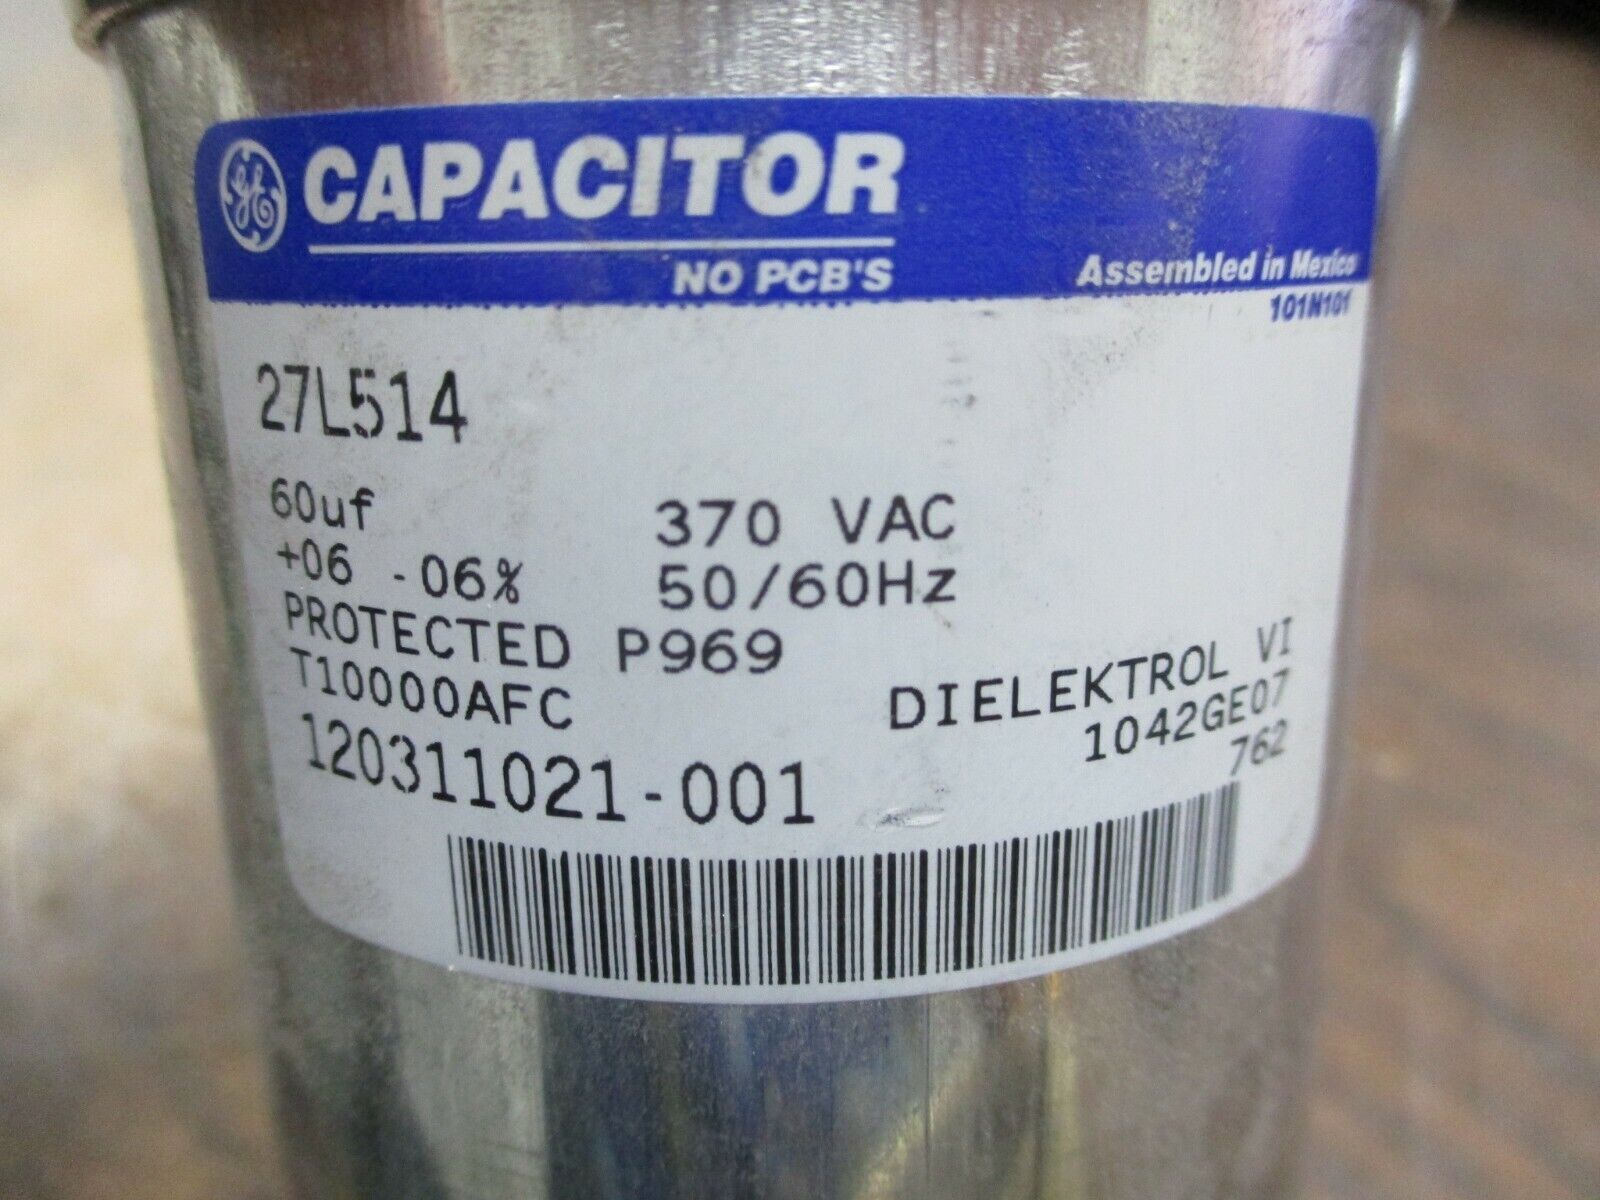 GE CAPACITOR
NO PCB'S
Assembled in Mexico
101N101
27L514
60uf 370 VAC
+06 -06% 50/60Hz
PROTECTED P969
T10000AFC DIELEKTROL VI
120311021-001 1042GE07
762